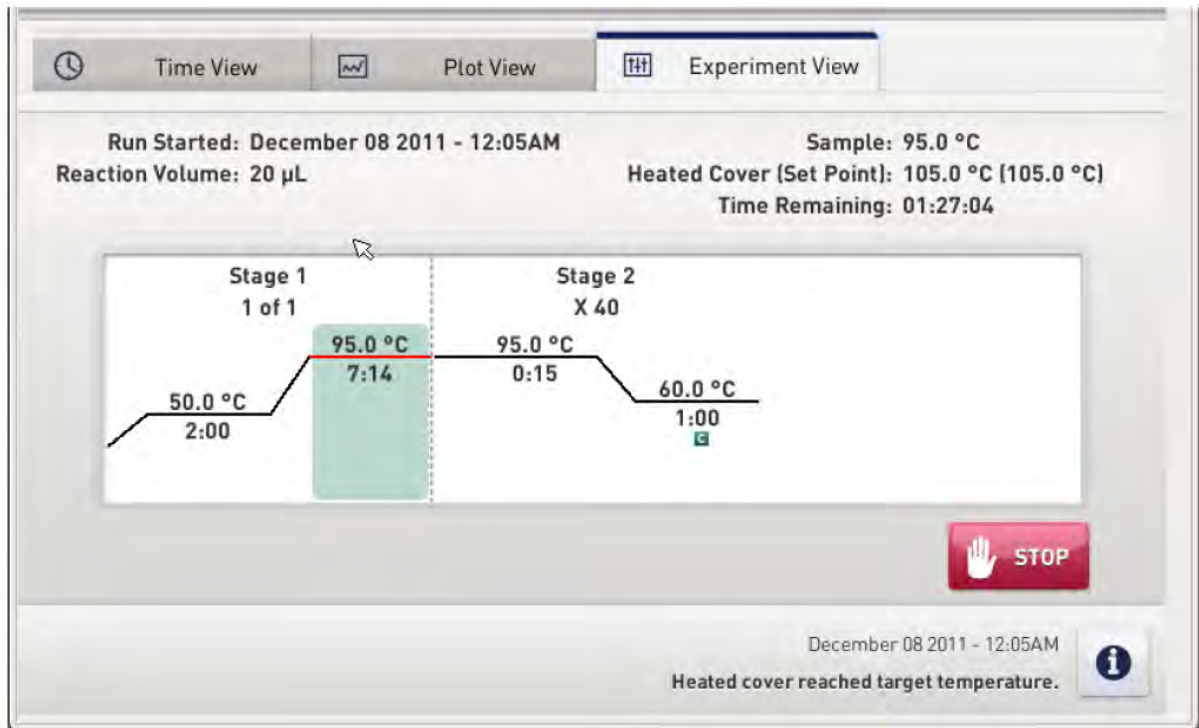 Time View
Plot View
Experiment View
Run Started: December 08 2011 - 12:05AM
Reaction Volume: 20 µL
Sample: 95.0 °C
Heated Cover (Set Point): 105.0 °C (105.0 °C)
Time Remaining: 01:27:04
Stage 1
1 of 1
Stage 2
X 40
50.0 °C
2:00
95.0 °C
7:14
95.0 °C
0:15
60.0 °C
1:00
C
STOP
December 08 2011 - 12:05AM
Heated cover reached target temperature.